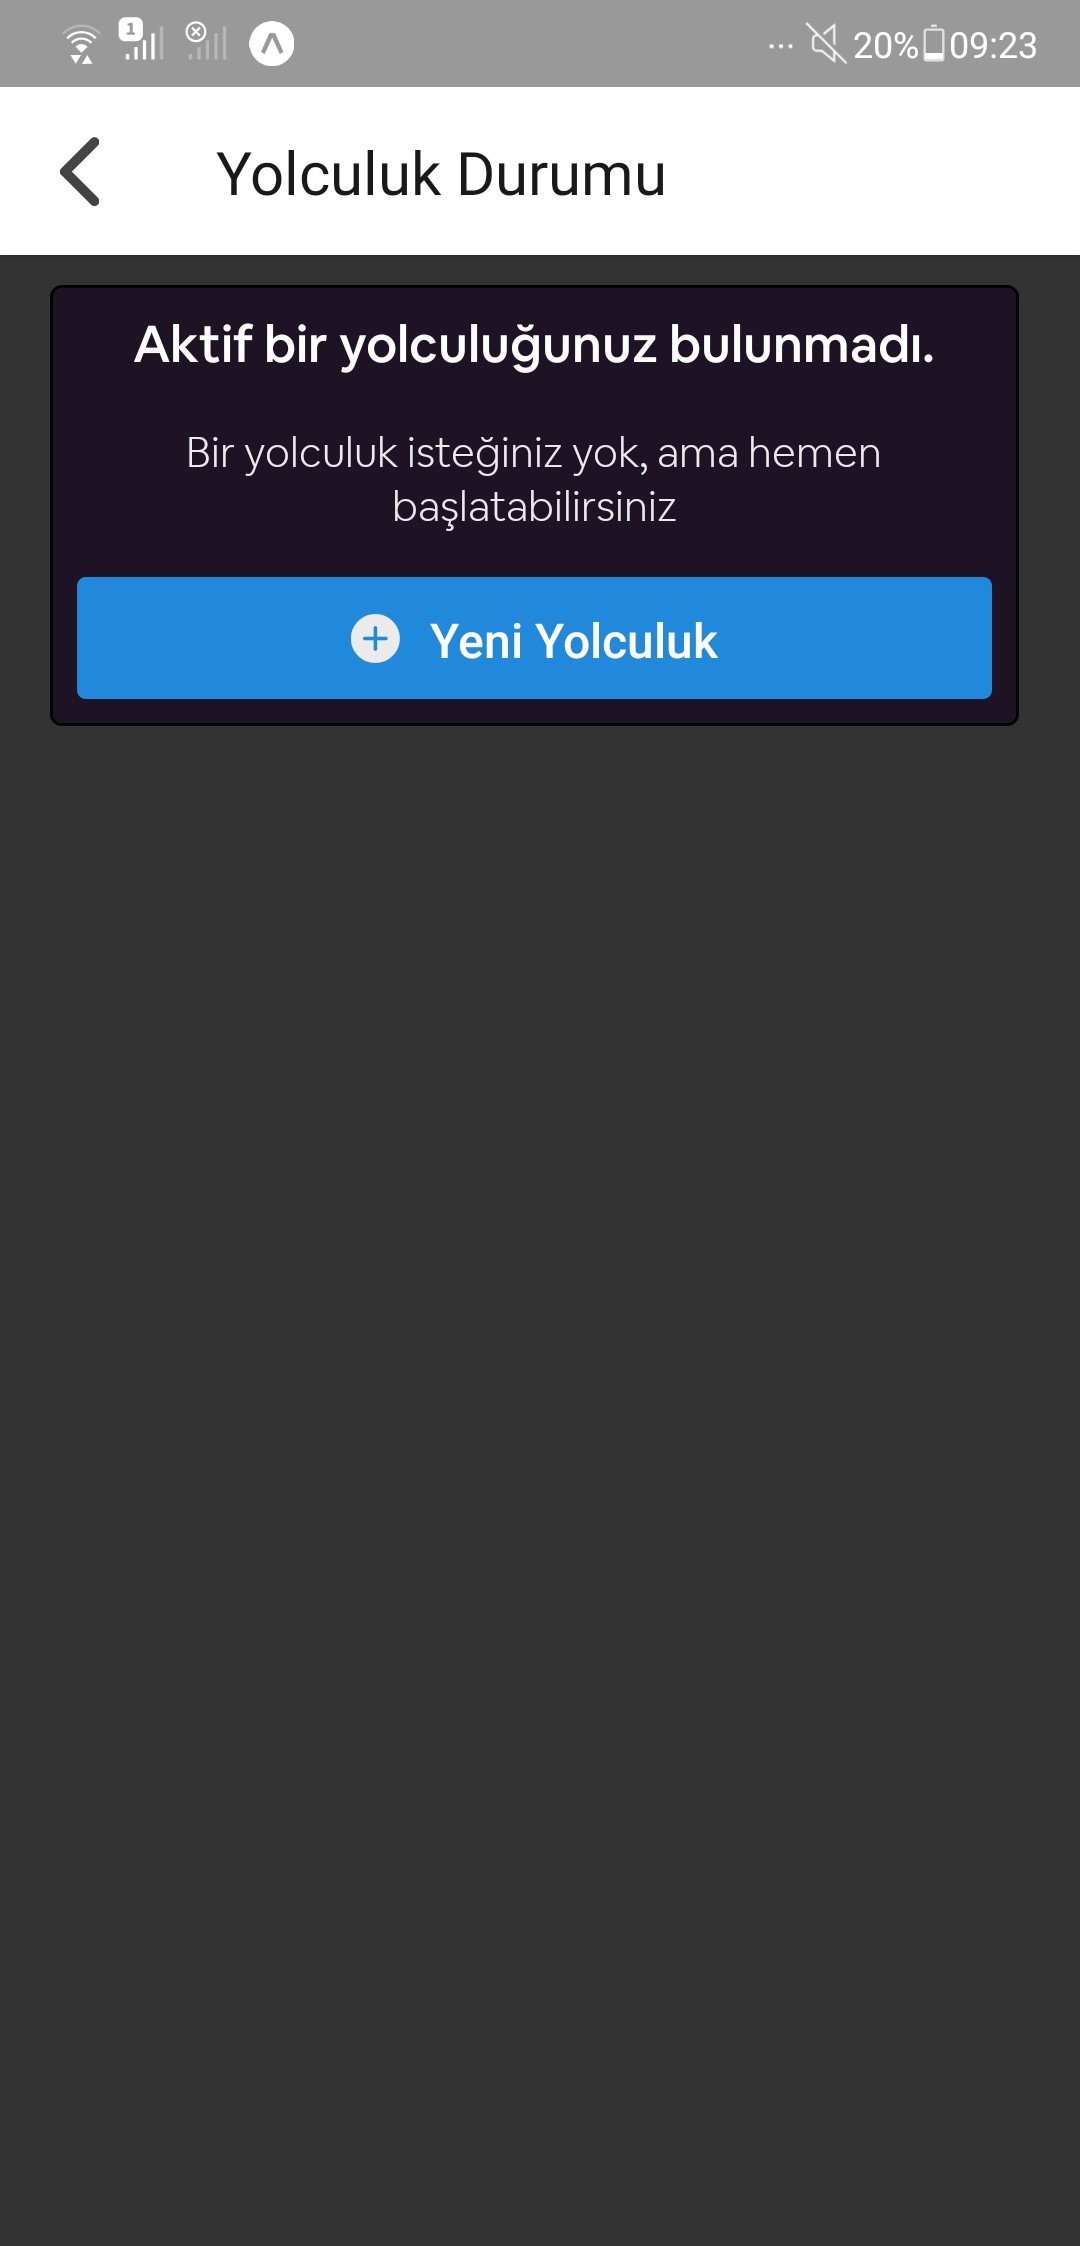 1
20%
09:23
Yolculuk Durumu
Aktif bir yolculuğunuz bulunmadı.
Bir yolculuk isteğiniz yok, ama hemen
başlatabilirsiniz
Yeni Yolculuk